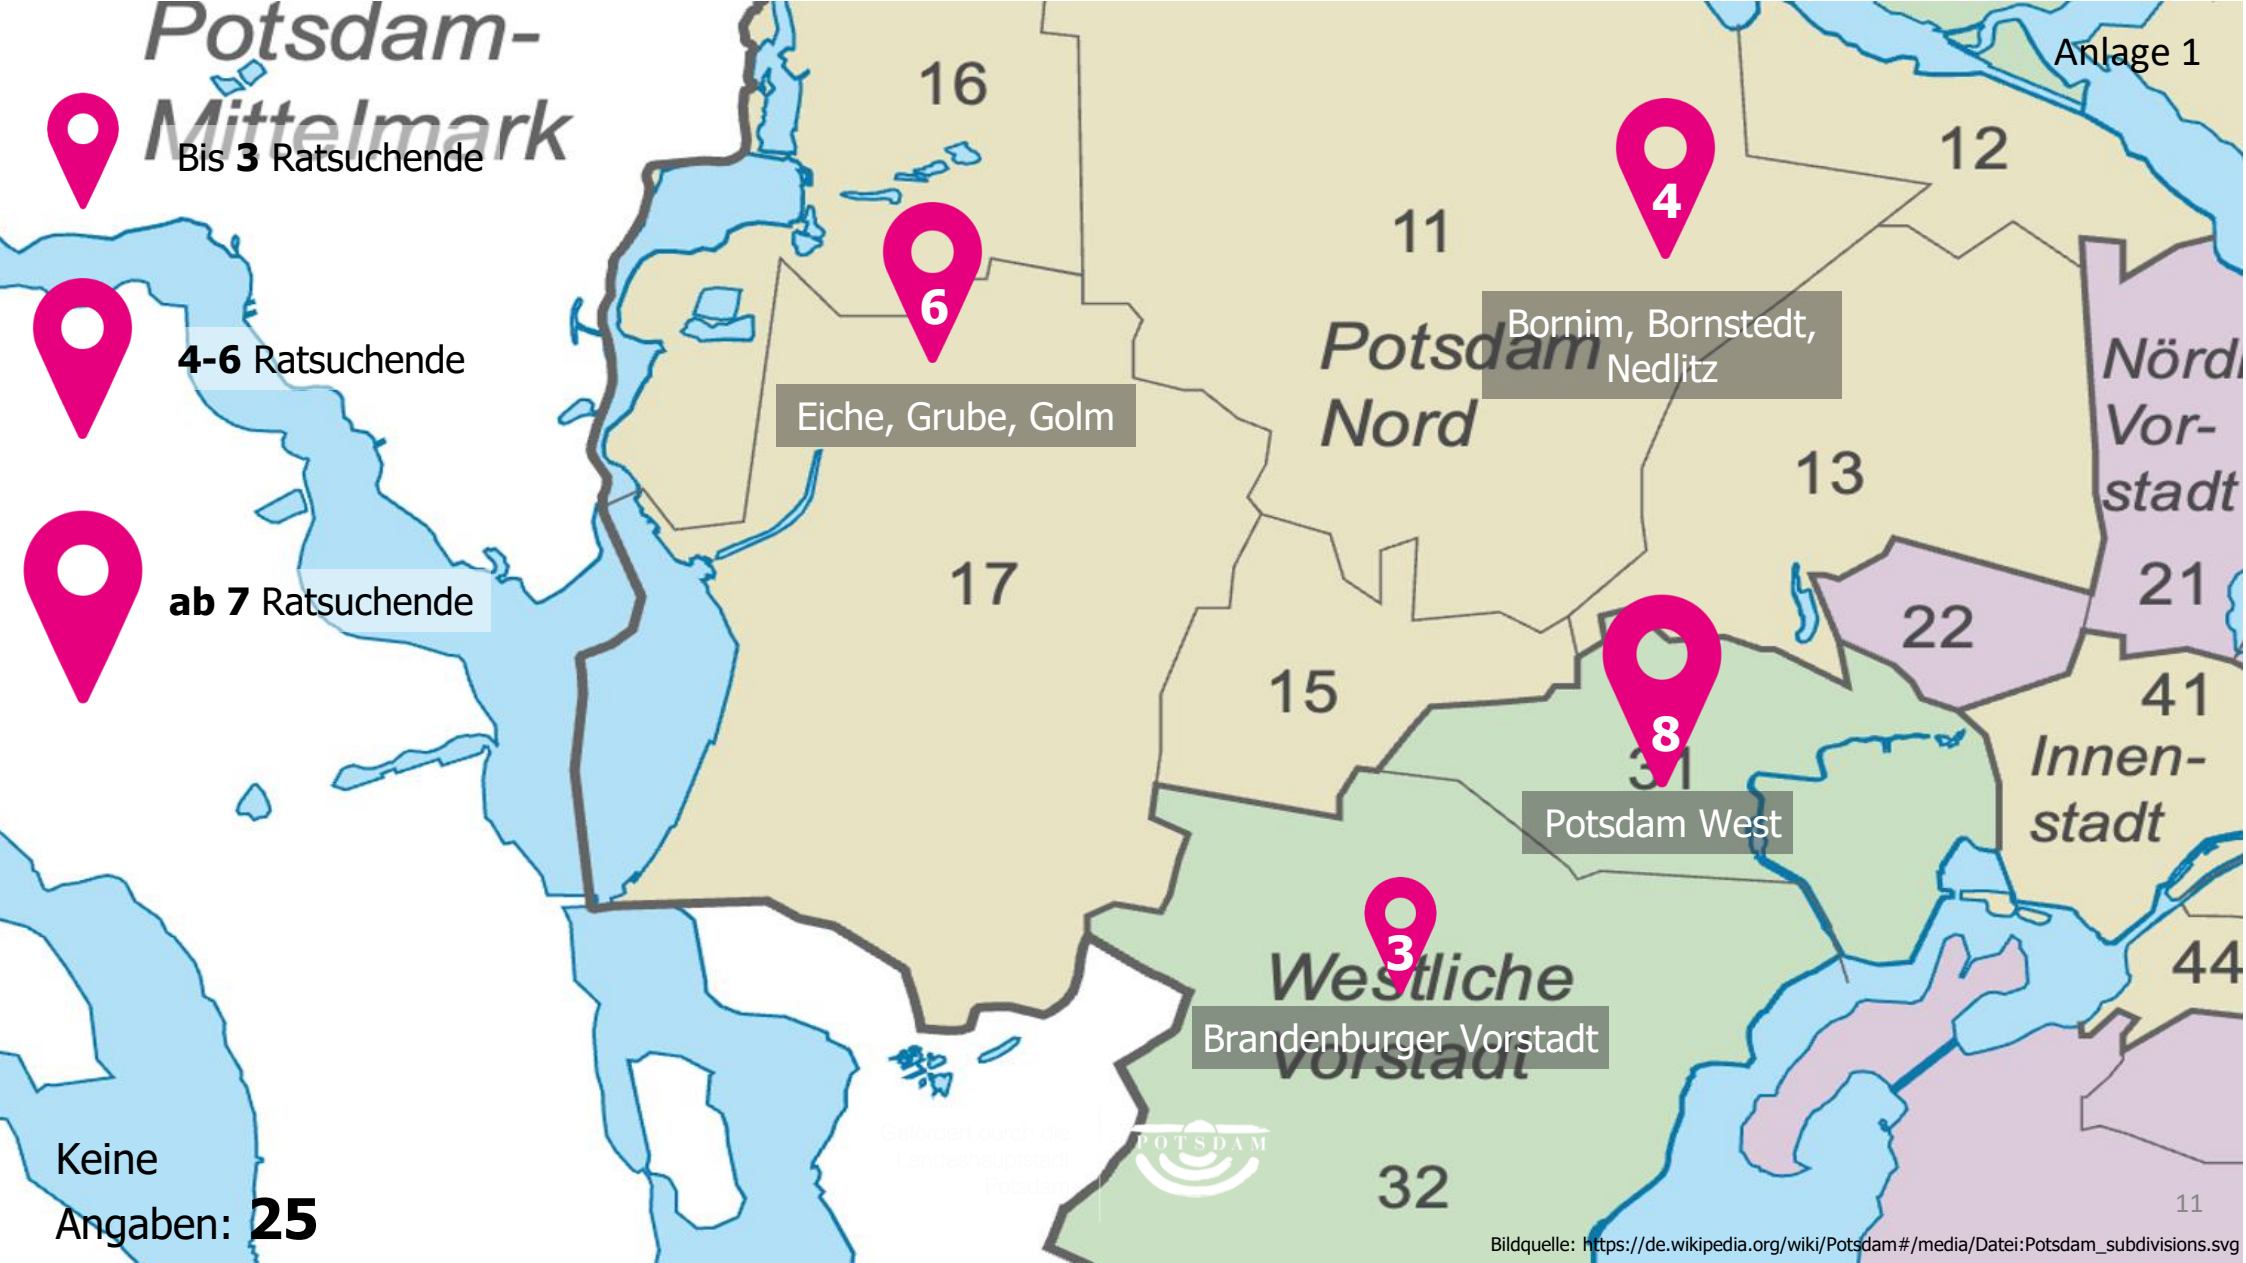 Potsdam-
Mittelmark
Anlage 1
Bis 3 Ratsuchende
4-6 Ratsuchende
ab 7 Ratsuchende
16
12
11
4
6
Bornim, Bornstedt,
Nedlitz
Potsdam
Nord
Eiche, Grube, Golm
13
Nördl
Vor-
stadt
21
17
22
15
41
8
31
Innen-
stadt
Potsdam West
3
Westliche
Vorstadt
Brandenburger Vorstadt
44
POTSDAM
32
Keine
Angaben: 25
11
Bildquelle: https://de.wikipedia.org/wiki/Potsdam#/media/Datei:Potsdam_subdivisions.svg